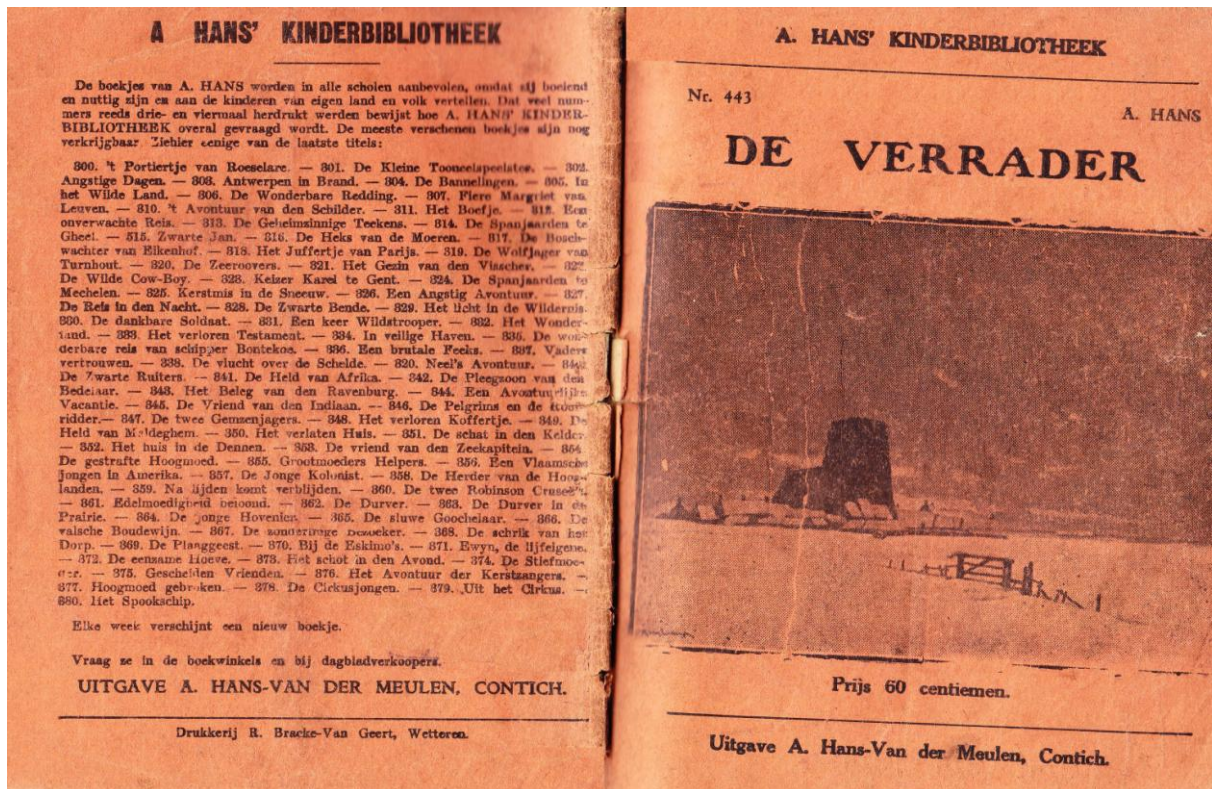 A HANS' KINDERBIBLIOTHEEK
De boekjes van A. HANS worden in alle scholen aanbevolen, omdat zij boeiend
en nuttig zijn en aan de kinderen van eigen land en volk vertellen. Dat veel num-
mers reeds drie- en viermaal herdrukt werden bewijst hoe A. HANS' KINDER-
BIBLIOTHEEK overal gevraagd wordt. De meeste verschenen boekjes zijn nog
verkrijgbaar. Ziehier eenige van de laatste titels:
300. 't Portiertje van Roeselare. — 301. De Kleine Tooneelspeelster. — 302.
Angstige Dagen. — 303. Antwerpen in Brand. — 304. De Bannelingen. — 305. In
het Wilde Land. — 306. De Wonderbare Redding. — 307. Fiere Margriet van
Leuven. — 310. 't Avontuur van den Schilder. — 311. Het Boefje. — 312. Een
onverwachte Reis. — 313. De Geheimzinnige Teekens. — 314. De Spanjaarden te
Gheel. — 515. Zwarte Jan. — 316. De Heks van de Moeren. — 317. De Bosch-
wachter van Eikenhof. — 318. Het Juffertje van Parijs. — 319. De Wolfjager van
Turnhout. — 320. De Zeeroovers. — 321. Het Gezin van den Visscher. — 322.
De Wilde Cow-Boy. — 323. Keizer Karel te Gent. — 324. De Spanjaarden te
Mechelen. — 325. Kerstmis in de Sneeuw. — 326. Een Angstig Avontuur. — 327.
De Reis in den Nacht. — 328. De Zwarte Bende. — 329. Het licht in de Wildernis.
330. De dankbare Soldaat. — 331. Een keer Wildstrooper. — 332. Het Wonder-
land. — 333. Het verloren Testament. — 334. In veilige Haven. — 335. De won-
derbare reis van schipper Bontekoe. — 336. Een brutale Feeks. — 337. Vaders
vertrouwen. — 338. De vlucht over de Schelde. — 320. Neel's Avontuur. — 340.
De Zwarte Ruiters. — 341. De Held van Afrika. — 342. De Pleegzoon van den
Bedelaar. — 343. Het Beleg van den Ravenburg. — 344. Een Avontuurlijke
Vacantie. — 345. De Vriend van den Indiaan. — 346. De Pelgrims en de
ridder.— 347. De twee Gemzenjagers. — 348. Het verloren Koffertje. — 349. De
Held van Maldeghem. — 350. Het verlaten Huis. — 351. De schat in den Kelder.
— 352. Het huis in de Dennen. — 353. De vriend van den Zeekapitein. — 354.
De gestrafte Hoogmoed. — 355. Grootmoeders Helpers. — 356. Een Vlaamsche
Jongen in Amerika. — 357. De Jonge Kolonist. — 358. De Herder van de Hoog-
landen. — 359. Na lijden komt verblijden. — 360. De twee Robinson Crusoë's.
— 361. Edelmoedigheid beloond. — 362. De Durver. — 363. De Durver in de
Prairie. — 364. De jonge Hovenier. — 365. De sluwe Goochelaar. — 366. De
valsche Boudewijn. — 367. De zonderlinge bezoeker. — 368. De schrik van het
Dorp. — 369. De Plaaggeest. — 370. Bij de Eskimo's. — 371. Ewyn, de lijfeigene.
— 372. De eenzame Hoeve. — 373. Het schot in den Avond. — 374. De Stiefmoe-
der. — 375. Gescheiden Vrienden. — 376. Het Avontuur der Kerstzangers. —
377. Hoogmoed gebroken. — 378. De Cirkusjongen. — 379. Uit het Cirkus. —
380. Het Spookschip.
Elke week verschijnt een nieuw boekje.
Vraag ze in de boekwinkels en bij dagbladverkoopers.
UITGAVE A. HANS-VAN DER MEULEN, CONTICH.
Drukkerij R. Bracke-Van Geert, Wetteren.
A. HANS' KINDERBIBLIOTHEEK
Nr. 443
A. HANS
DE VERRADER
Prijs 60 centiemen.
Uitgave A. Hans-Van der Meulen, Contich.